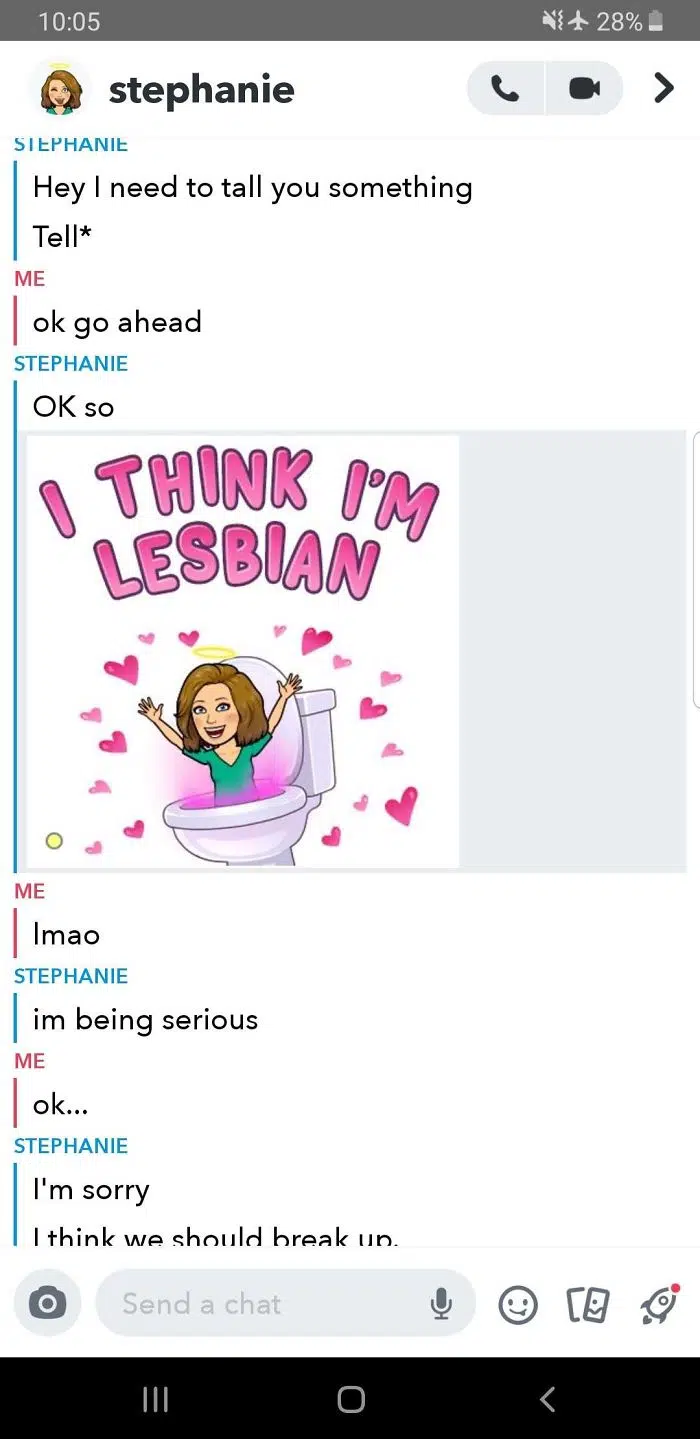 10:05
28%
stephanie
STEPHANIE
Hey I need to tall you something
Tell*
ME
ok go ahead
STEPHANIE
OK so
I THINK I'M
LESBIAN
ME
lmao
STEPHANIE
im being serious
ME
ok...
STEPHANIE
I'm sorry
I think we should break up.
Send a chat